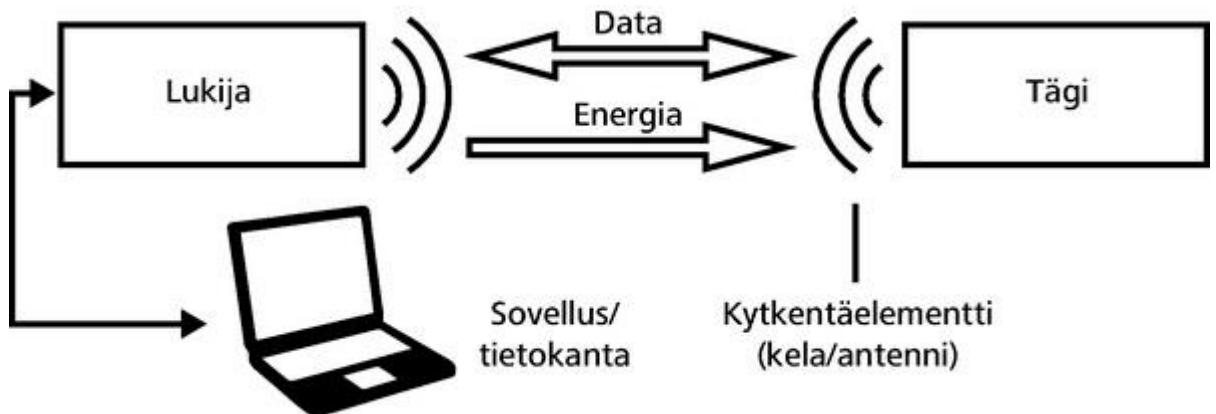 Data
Lukija
Tägi
Energia
Sovellus/
tietokanta
Kytkentäelementti
(kela/antenni)